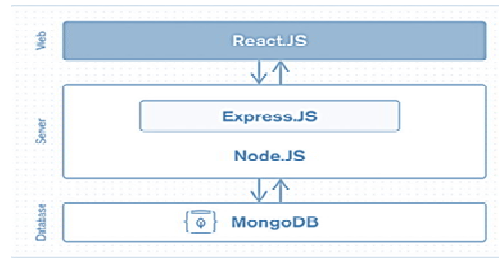 Web
React.JS
Server
Express.JS
Node.JS
Database
MongoDB